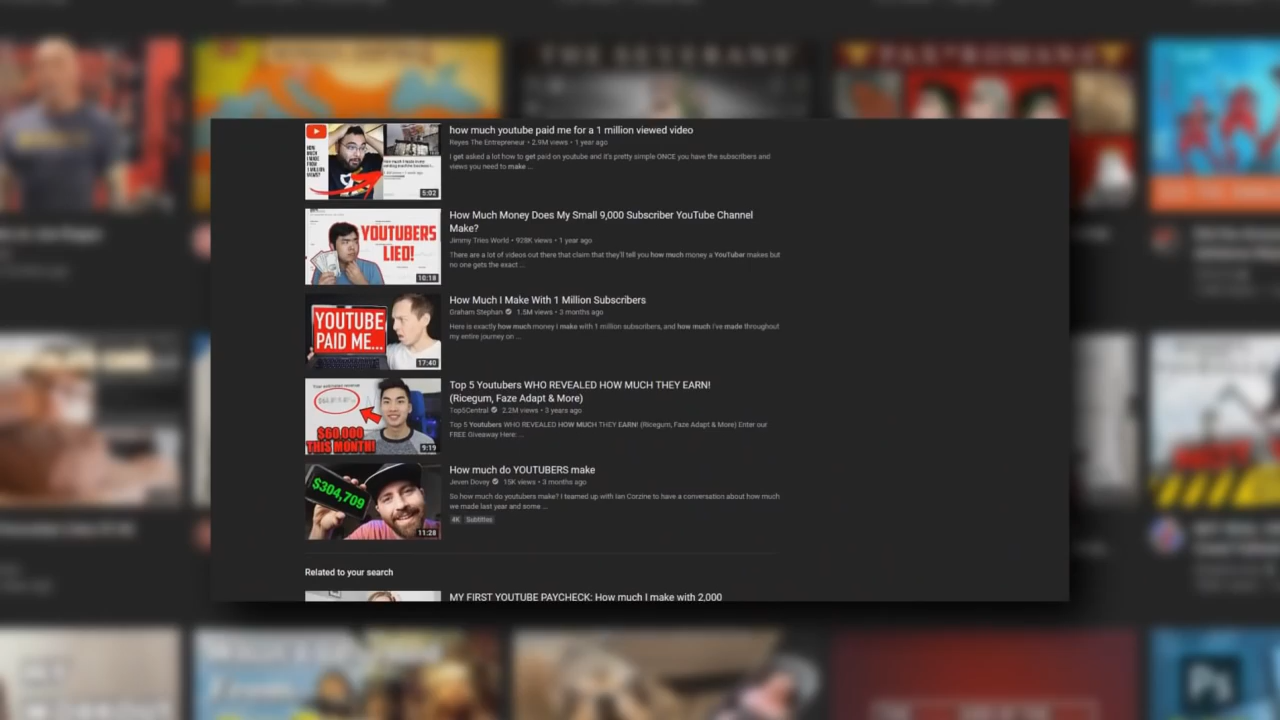 THE SEVERANS
PAX ROMANA
how much youtube paid me for a 1 million viewed video
Reyes The Entrepreneur • 2.9M views • 1 year ago
I get asked a lot how to get paid on youtube and it's pretty simple ONCE you have the subscribers and
views you need to make ...
5:02
How Much Money Does My Small 9,000 Subscriber YouTube Channel
Make?
Jimmy Tries World • 928K views • 1 year ago
There are a lot of videos out there that claim that they'll tell you how much money a YouTuber makes but
no one gets the exact ...
YOUTUBERS
LIED!
10:18
How Much I Make With 1 Million Subscribers
Graham Stephan • 1.5M views • 3 months ago
Here is exactly how much money I make with 1 million subscribers, and how much I've made throughout
my entire journey on ...
YOUTUBE
PAID ME...
17:40
Top 5 Youtubers WHO REVEALED HOW MUCH THEY EARN!
(Ricegum, Faze Adapt & More)
Top5Central • 2.2M views • 3 years ago
Top 5 Youtubers WHO REVEALED HOW MUCH THEY EARN! (Ricegum, Faze Adapt & More) Enter our
FREE Giveaway Here: ...
$60,000
THIS MONTH!
9:19
How much do YOUTUBERS make
Jeven Dovey • 15K views • 3 months ago
So how much do youtubers make? I teamed up with Ian Corzine to have a conversation about how much
we made last year and some ...
4K Subtitles
$304,709
11:28
Related to your search
MY FIRST YOUTUBE PAYCHECK: How much I make with 2,000
Ps